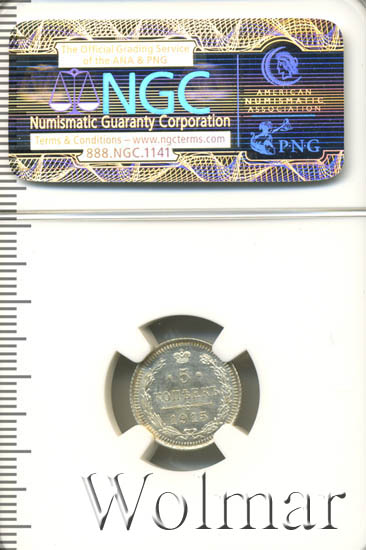 The Official Grading Service
of the ANA & PNG
NGC
Numismatic Guaranty Corporation
Terms & Conditions – www.ngcterms.com
888.NGC.1141
AMERICAN
NUMISMATIC
ASSOCIATION
PNG
5
КОПѢЕКЪ
1915
Wolmar